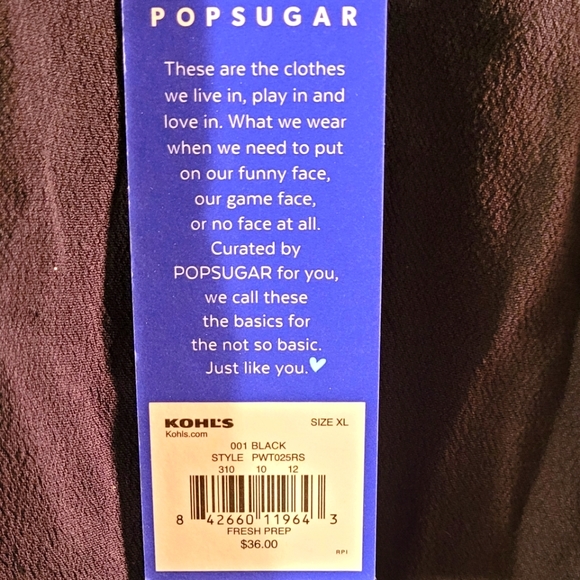 POPSUGAR
These are the clothes
we live in, play in and
love in. What we wear
when we need to put
on our funny face,
our game face,
or no face at all.
Curated by
POPSUGAR for you,
we call these
the basics for
the not so basic.
Just like you.
KOHL'S SIZE XL
Kohls.com
001 BLACK
STYLE PWT025RS
310 10 12
8 42660 11964 3
FRESH PREP
$36.00
RPI